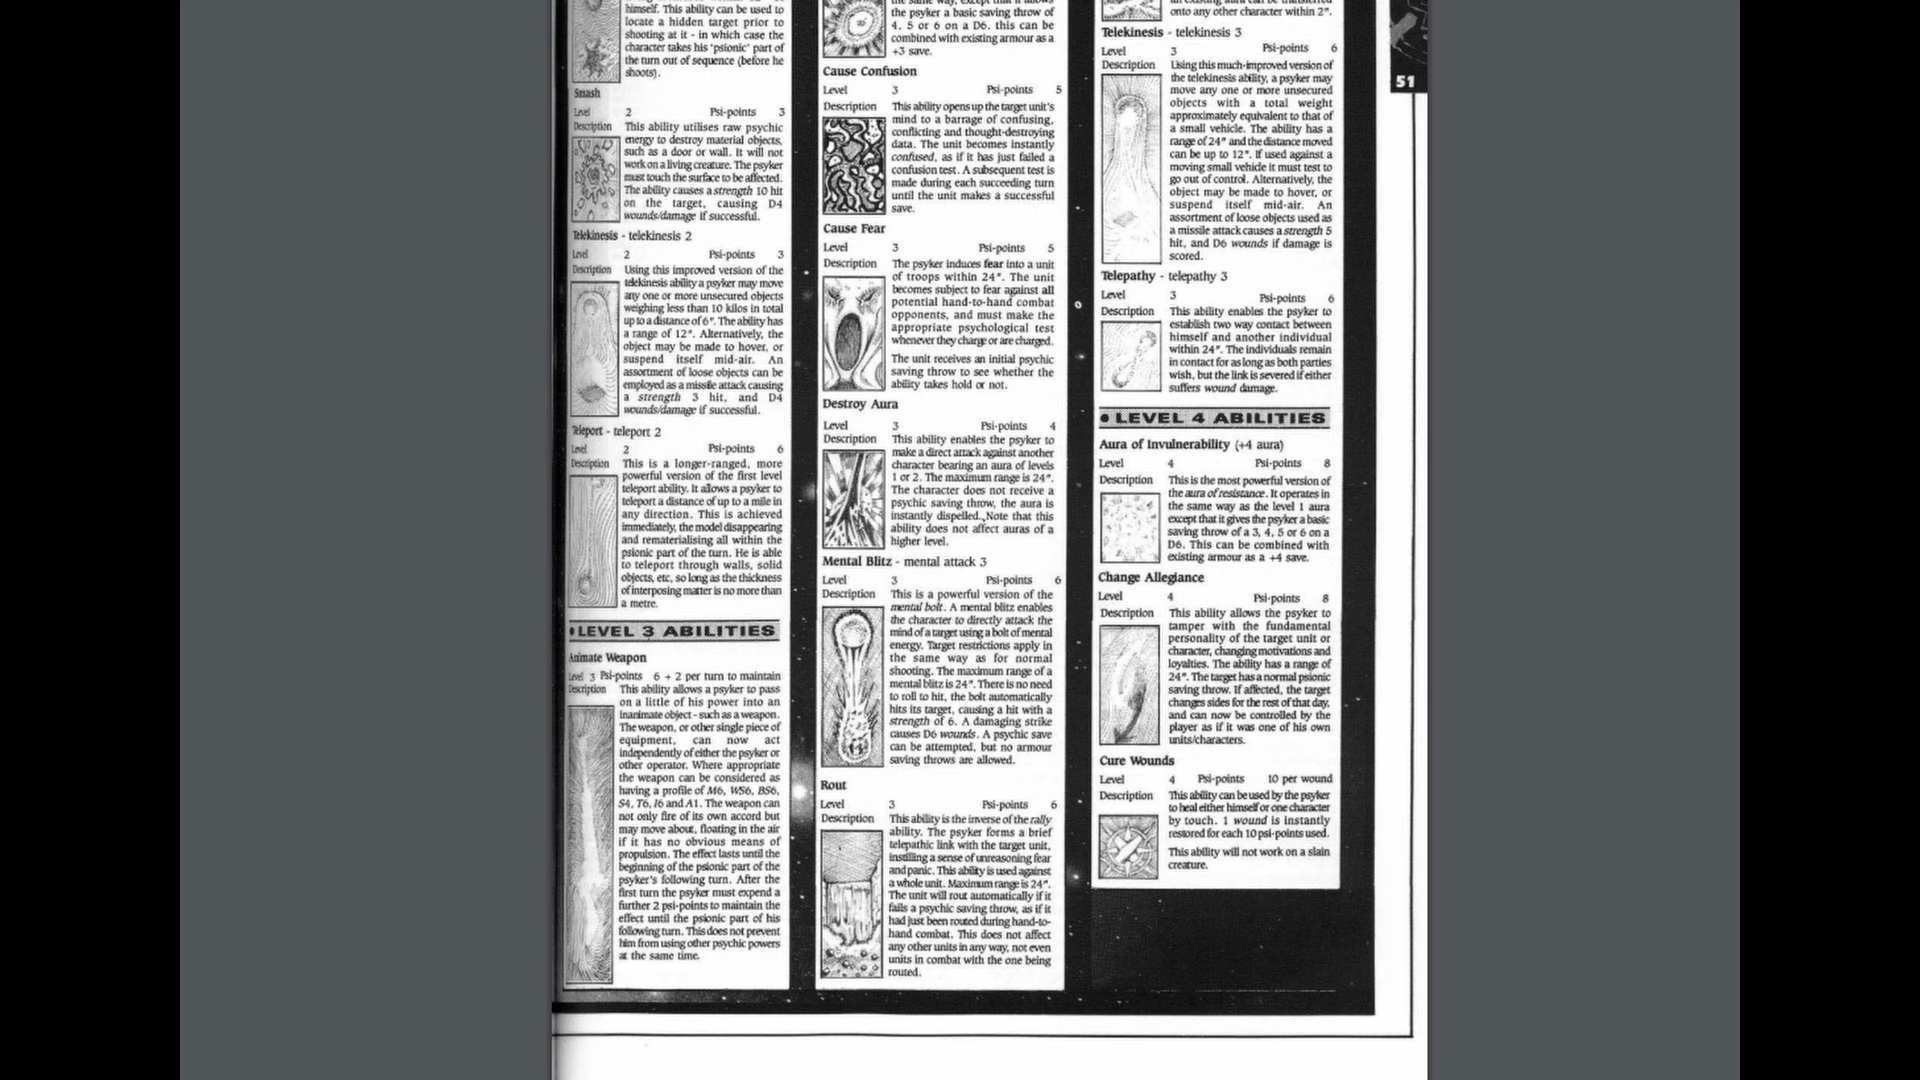 himself. This ability can be used to
locate a hidden target prior to
shooting at it - in which case the
character takes his "psionic" part of
the turn out of sequence (before he
shoots).
Smash
Level 2 Psi-points 3
Description This ability utilises raw psychic
energy to destroy material objects,
such as a door or wall. It will not
work on a living creature. The psyker
must touch the surface to be affected.
The ability causes a strength 10 hit
on the target, causing D4
wounds/damage if successful.
Telekinesis - telekinesis 2
Level 2 Psi-points 3
Description Using this improved version of the
telekinesis ability a psyker may move
any one or more unsecured objects
weighing less than 10 kilos in total
up to a distance of 6". The ability has
a range of 12". Alternatively, the
object may be made to hover, or
suspend itself mid-air. An
assortment of loose objects can be
employed as a missile attack causing
a strength 3 hit, and D4
wounds/damage if successful.
Teleport - teleport 2
Level 2 Psi-points 6
Description This is a longer-ranged, more
powerful version of the first level
teleport ability. It allows a psyker to
teleport a distance of up to a mile in
any direction. This is achieved
immediately, the model disappearing
and rematerialising all within the
psionic part of the turn. He is able
to teleport through walls, solid
objects, etc, so long as the thickness
of interposing matter is no more than
a metre.
• LEVEL 3 ABILITIES
Animate Weapon
Level 3 Psi-points 6 + 2 per turn to maintain
Description This ability allows a psyker to pass
on a little of his power into an
inanimate object - such as a weapon.
The weapon, or other single piece of
equipment, can now act
independently of either the psyker or
other operator. Where appropriate
the weapon can be considered as
having a profile of M6, WS6, BS6,
S4, T6, I6 and A1. The weapon can
not only fire of its own accord but
may move about, floating in the air
if it has no obvious means of
propulsion. The effect lasts until the
beginning of the psionic part of the
psyker's following turn. After the
first turn the psyker must expend a
further 2 psi-points to maintain the
effect until the psionic part of his
following turn. This does not prevent
him from using other psychic powers
at the same time.
the same way, except that it allows
the psyker a basic saving throw of
4, 5 or 6 on a D6. this can be
combined with existing armour as a
+3 save.
Cause Confusion
Level 3 Psi-points 5
Description This ability opens up the target unit's
mind to a barrage of confusing,
conflicting and thought-destroying
data. The unit becomes instantly
confused, as if it has just failed a
confusion test. A subsequent test is
made during each succeeding turn
until the unit makes a successful
save.
Cause Fear
Level 3 Psi-points 5
Description The psyker induces fear into a unit
of troops within 24". The unit
becomes subject to fear against all
potential hand-to-hand combat
opponents, and must make the
appropriate psychological test
whenever they charge or are charged.
The unit receives an initial psychic
saving throw to see whether the
ability takes hold or not.
Destroy Aura
Level 3 Psi-points 4
Description This ability enables the psyker to
make a direct attack against another
character bearing an aura of levels
1 or 2. The maximum range is 24".
The character does not receive a
psychic saving throw, the aura is
instantly dispelled. Note that this
ability does not affect auras of a
higher level.
Mental Blitz - mental attack 3
Level 3 Psi-points 6
Description This is a powerful version of the
mental bolt. A mental blitz enables
the character to directly attack the
mind of a target using a bolt of mental
energy. Target restrictions apply in
the same way as for normal
shooting. The maximum range of a
mental blitz is 24". There is no need
to roll to hit, the bolt automatically
hits its target, causing a hit with a
strength of 6. A damaging strike
causes D6 wounds. A psychic save
can be attempted, but no armour
saving throws are allowed.
Rout
Level 3 Psi-points 6
Description This ability is the inverse of the rally
ability. The psyker forms a brief
telepathic link with the target unit,
instilling a sense of unreasoning fear
and panic. This ability is used against
a whole unit. Maximum range is 24".
The unit will rout automatically if it
fails a psychic saving throw, as if it
had just been routed during hand-to-
hand combat. This does not affect
any other units in any way, not even
units in combat with the one being
routed.
onto any other character within 2".
Telekinesis - telekinesis 3
Level 3 Psi-points 6
Description Using this much-improved version of
the telekinesis ability, a psyker may
move any one or more unsecured
objects with a total weight
approximately equivalent to that of
a small vehicle. The ability has a
range of 24" and the distance moved
can be up to 12". If used against a
moving small vehicle it must test to
go out of control. Alternatively, the
object may be made to hover, or
suspend itself mid-air. An
assortment of loose objects used as
a missile attack causes a strength 5
hit, and D6 wounds if damage is
scored.
Telepathy - telepathy 3
Level 3 Psi-points 6
Description This ability enables the psyker to
establish two way contact between
himself and another individual
within 24". The individuals remain
in contact for as long as both parties
wish, but the link is severed if either
suffers wound damage.
• LEVEL 4 ABILITIES
Aura of Invulnerability (+4 aura)
Level 4 Psi-points 8
Description This is the most powerful version of
the aura of resistance. It operates in
the same way as the level 1 aura
except that it gives the psyker a basic
saving throw of a 3, 4, 5 or 6 on a
D6. This can be combined with
existing armour as a +4 save.
Change Allegiance
Level 4 Psi-points 8
Description This ability allows the psyker to
tamper with the fundamental
personality of the target unit or
character, changing motivations and
loyalties. The ability has a range of
24". The target has a normal psionic
saving throw. If affected, the target
changes sides for the rest of that day,
and can now be controlled by the
player as if it was one of his own
units/characters.
Cure Wounds
Level 4 Psi-points 10 per wound
Description This ability can be used by the psyker
to heal either himself or one character
by touch. 1 wound is instantly
restored for each 10 psi-points used.
This ability will not work on a slain
creature.
51